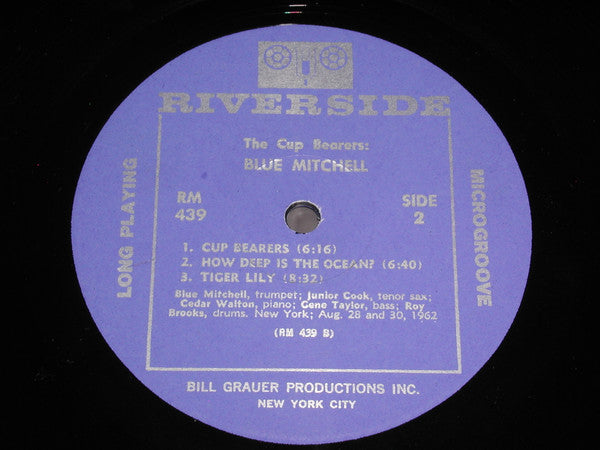 RIVERSIDE
The Cup Bearers:
BLUE MITCHELL
RM
439
SIDE
2
LONG PLAYING
MICROGROOVE
1. CUP BEARERS (6:16)
2. HOW DEEP IS THE OCEAN? (6:40)
3. TIGER LILY (8:32)
Blue Mitchell, trumpet; Junior Cook, tenor sax;
Cedar Walton, piano; Gene Taylor, bass; Roy
Brooks, drums. New York; Aug. 28 and 30, 1962
(RM 439 B)
BILL GRAUER PRODUCTIONS INC.
NEW YORK CITY